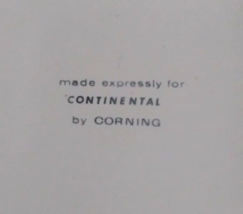 made expressly for
CONTINENTAL
by CORNING